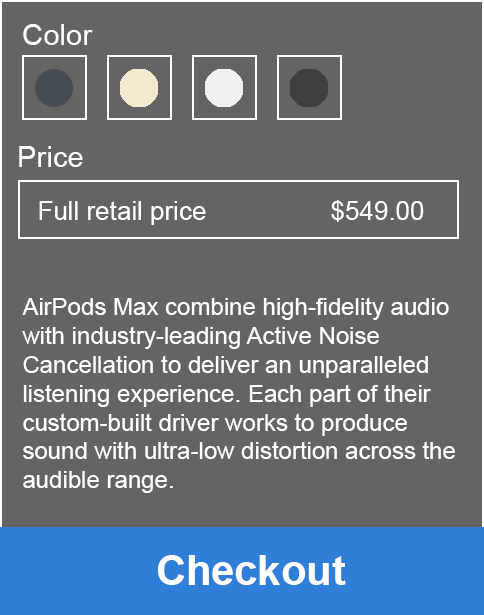 Color
Price
Full retail price $549.00
AirPods Max combine high-fidelity audio
with industry-leading Active Noise
Cancellation to deliver an unparalleled
listening experience. Each part of their
custom-built driver works to produce
sound with ultra-low distortion across the
audible range.
Checkout